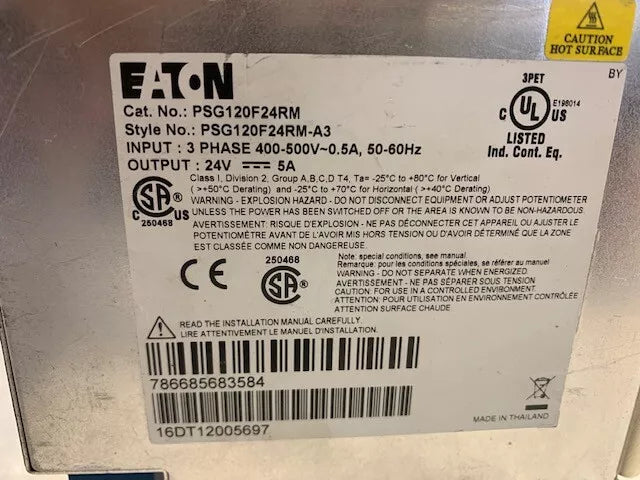 CAUTION
HOT SURFACE
BY
EATON
Cat. No.: PSG120F24RM
Style No.: PSG120F24RM-A3
INPUT : 3 PHASE 400-500V~0.5A, 50-60Hz
OUTPUT : 24V ⎓ 5A
3PET
C UL US E198014
LISTED
Ind. Cont. Eq.
Class I, Division 2, Group A,B,C,D T4, Ta= -25°C to +80°C for Vertical
(>+50°C Derating) and -25°C to +70°C for Horizontal (>+40°C Derating)
WARNING - EXPLOSION HAZARD - DO NOT DISCONNECT EQUIPMENT OR ADJUST POTENTIOMETER
UNLESS THE POWER HAS BEEN SWITCHED OFF OR THE AREA IS KNOWN TO BE NON-HAZARDOUS.
AVERTISSEMENT: RISQUE D'EXPLOSION - NE PAS DÉCONNECTER CET APPAREIL OU AJUSTER LE
POTENTIOMÈTRE AVANT DE L'AVOIR MIS HORS TENSION OU D'AVOIR DÉTERMINÉ QUE LA ZONE
EST CLASSÉE COMME NON DANGEREUSE.
C SA US
250468
CE
250468
SA
Note, special conditions, see manual.
Remarque: pour les conditions spéciales, se référer au manuel
WARNING - DO NOT SEPARATE WHEN ENERGIZED.
AVERTISSEMENT - NE PAS SÉPARER SOUS TENSION
CAUTION: FOR USE IN A CONTROLLED ENVIRONMENT.
ATTENTION: POUR UTILISATION EN ENVIRONNEMENT CONTRÔLÉE
ATTENTION SURFACE CHAUDE
READ THE INSTALLATION MANUAL CAREFULLY.
LIRE ATTENTIVEMENT LE MANUEL D'INSTALLATION.
786685683584
16DT12005697
MADE IN THAILAND